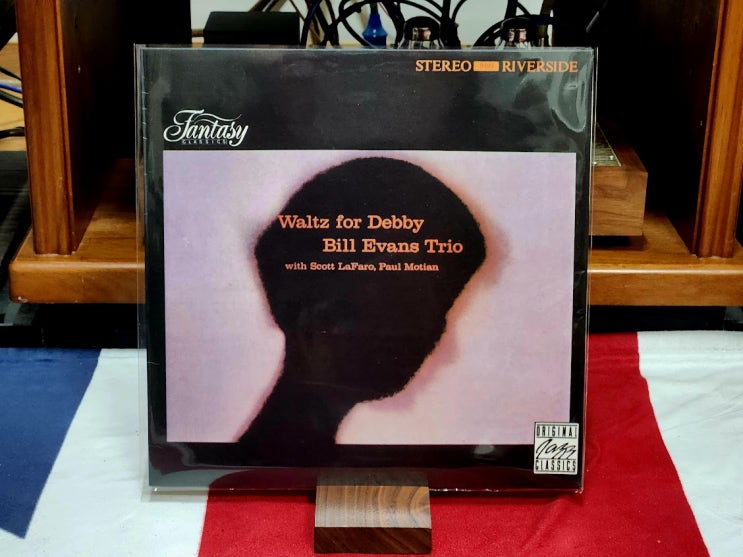 STEREO RIVERSIDE
Fantasy
CLASSICS
Waltz for Debby
Bill Evans Trio
with Scott LaFaro, Paul Motian
ORIGINAL
Jazz
CLASSICS